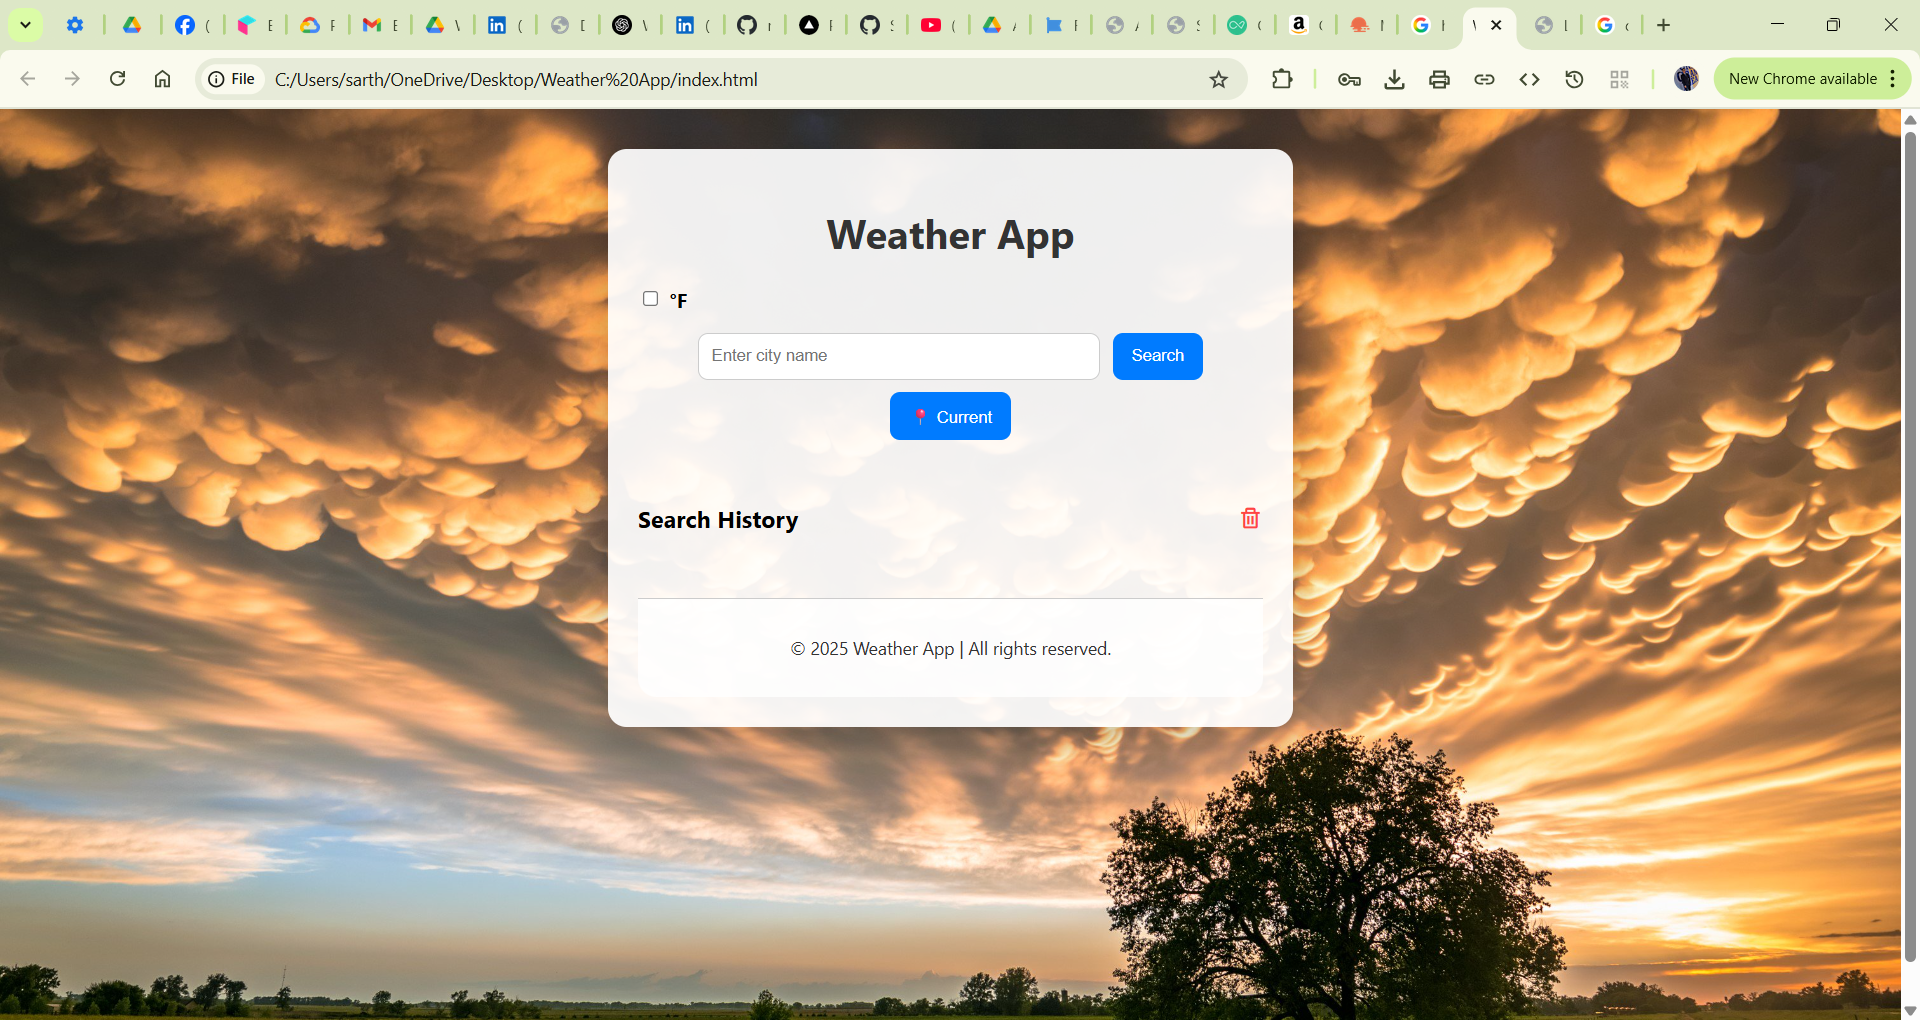 File C:/Users/sarth/OneDrive/Desktop/Weather%20App/index.html New Chrome available
Weather App
°F
Enter city name Search
📍 Current
Search History
© 2025 Weather App | All rights reserved.